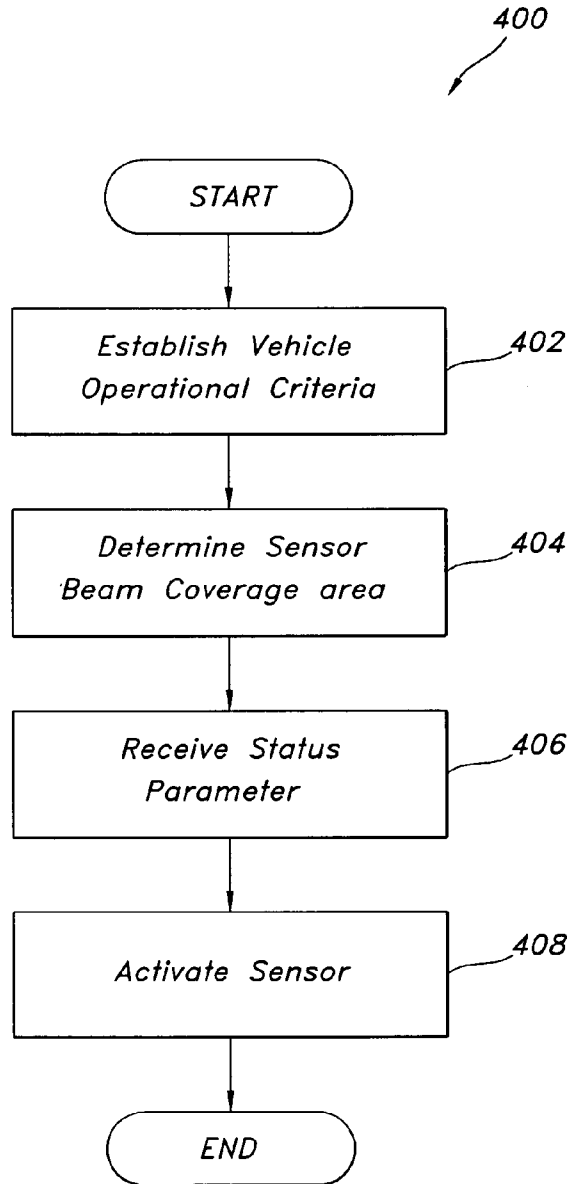 400
START
Establish Vehicle
Operational Criteria
402
Determine Sensor
Beam Coverage area
404
Receive Status
Parameter
406
Activate Sensor
408
END